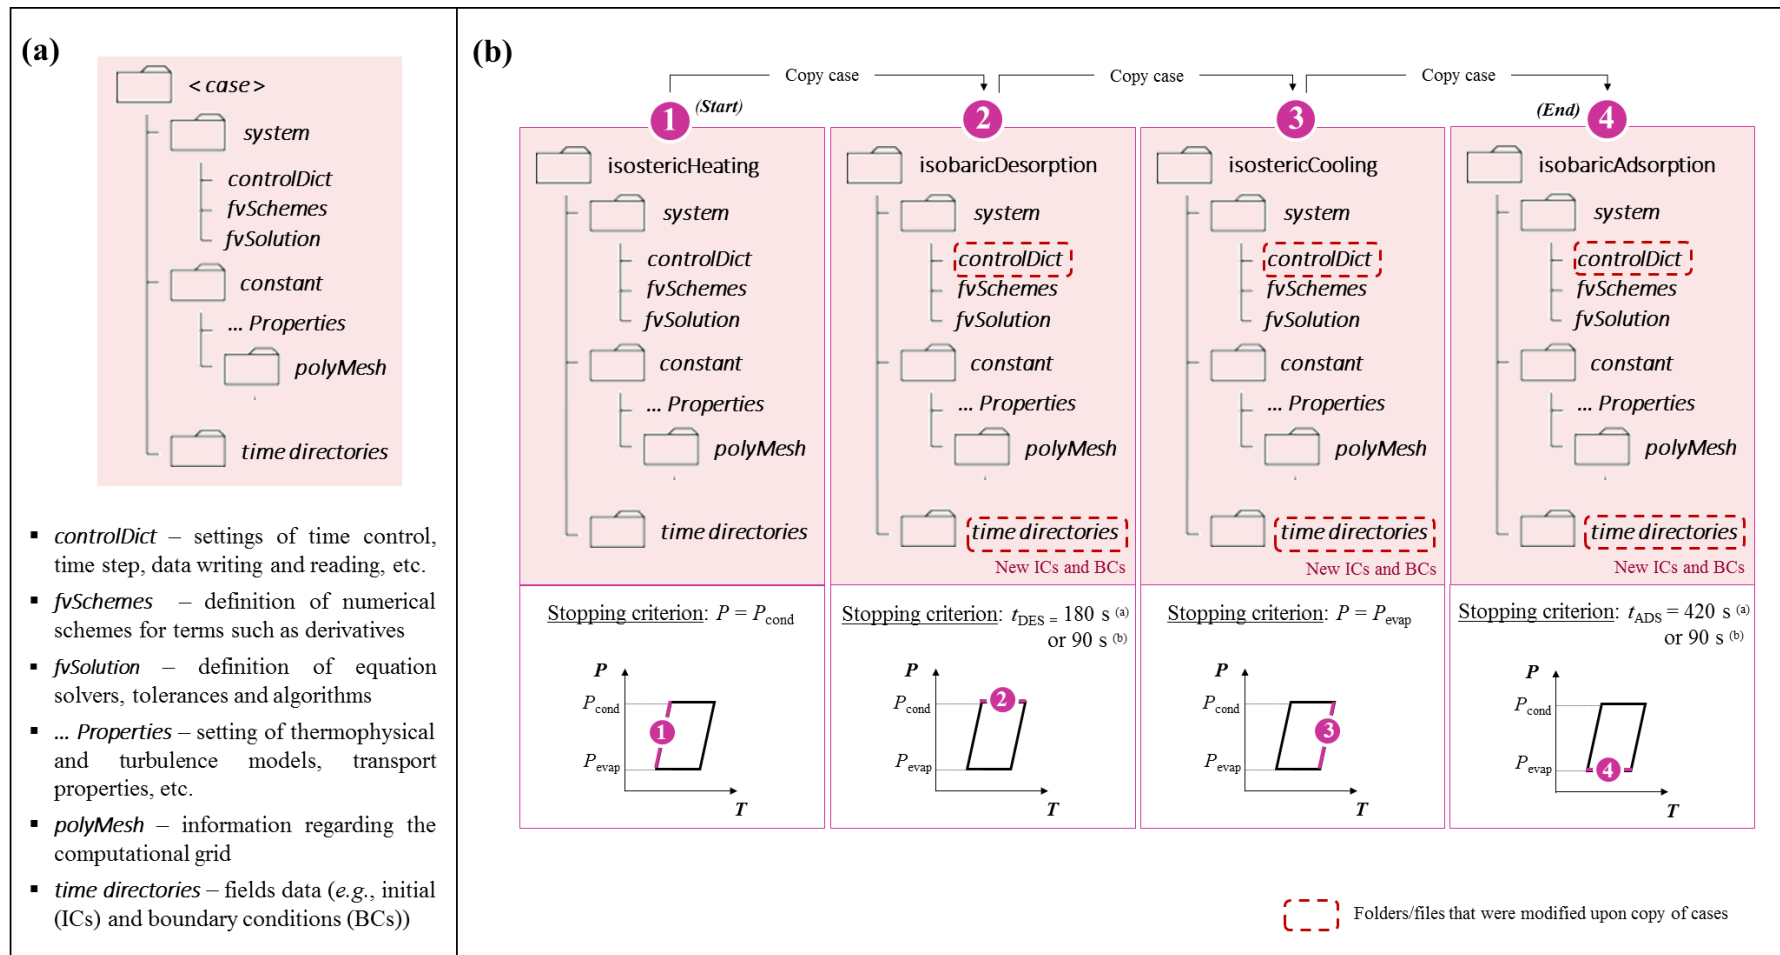 (a)
< case >
system
controlDict
fvSchemes
fvSolution
constant
... Properties
polyMesh
time directories
▪ controlDict – settings of time control,
time step, data writing and reading, etc.
▪ fvSchemes – definition of numerical
schemes for terms such as derivatives
▪ fvSolution – definition of equation
solvers, tolerances and algorithms
▪ ... Properties – setting of thermophysical
and turbulence models, transport
properties, etc.
▪ polyMesh – information regarding the
computational grid
▪ time directories – fields data (e.g., initial
(ICs) and boundary conditions (BCs))
(b)
Copy case
Copy case
Copy case
1 (Start)
isostericHeating
system
controlDict
fvSchemes
fvSolution
constant
... Properties
polyMesh
time directories
Stopping criterion: P = Pcond
P
Pcond
1
Pevap
T
2
isobaricDesorption
system
controlDict
fvSchemes
fvSolution
constant
... Properties
polyMesh
time directories
New ICs and BCs
Stopping criterion: tDES = 180 s (a)
or 90 s (b)
P
Pcond
2
Pevap
T
3
isostericCooling
system
controlDict
fvSchemes
fvSolution
constant
... Properties
polyMesh
time directories
New ICs and BCs
Stopping criterion: P = Pevap
P
Pcond
3
Pevap
T
(End) 4
isobaricAdsorption
system
controlDict
fvSchemes
fvSolution
constant
... Properties
polyMesh
time directories
New ICs and BCs
Stopping criterion: tADS = 420 s (a)
or 90 s (b)
P
Pcond
Pevap
4
T
Folders/files that were modified upon copy of cases